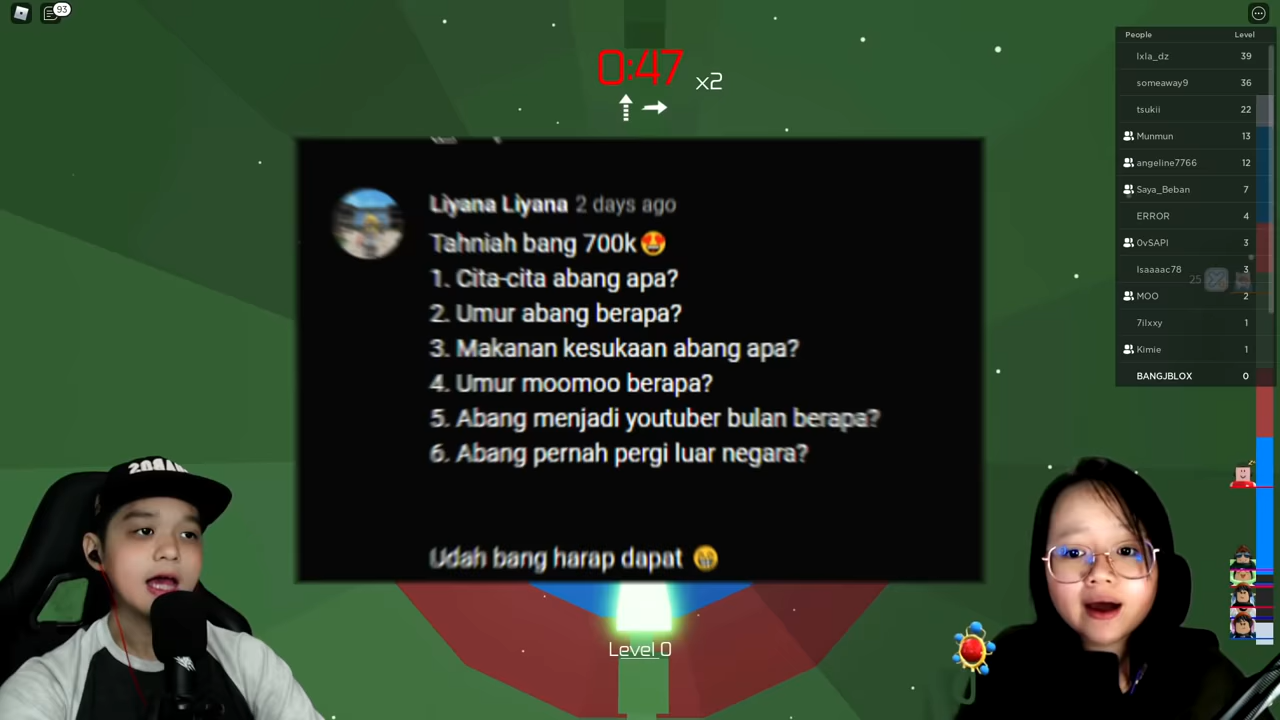 93
0:47 x2
People Level
lxla_dz 39
someaway9 36
tsukii 22
Munmun 13
angeline7766 12
Saya_Beban 7
ERROR 4
0vSAPI 3
Isaaaac78 3
25
MOO 2
7ilxxy 1
Kimie 1
BANGJBLOX 0
Liyana Liyana 2 days ago
Tahniah bang 700k🤩
1. Cita-cita abang apa?
2. Umur abang berapa?
3. Makanan kesukaan abang apa?
4. Umur moomoo berapa?
5. Abang menjadi youtuber bulan berapa?
6. Abang pernah pergi luar negara?
Udah bang harap dapat 😁
Level 0